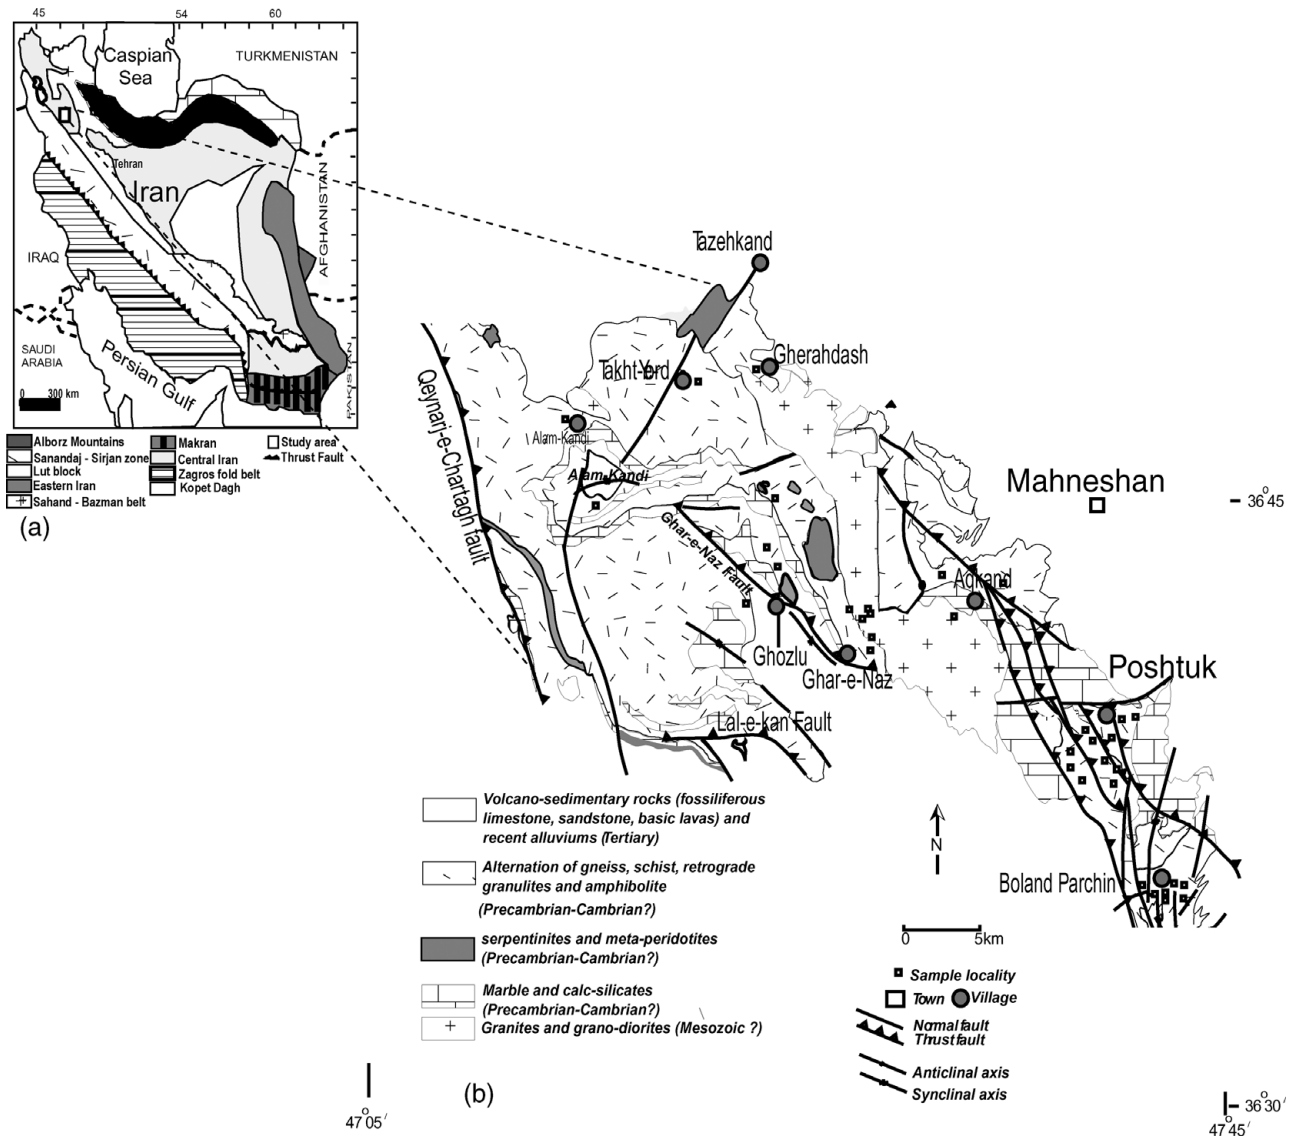 45
54
60
Caspian
Sea
TURKMENISTAN
Tehran
Iran
AFGHANISTAN
IRAQ
SAUDI
ARABIA
Persian Gulf
PAKISTAN
0 300 km
Alborz Mountains
Sanandaj - Sirjan zone
Lut block
Eastern Iran
Sahand - Bazman belt
Makran
Central Iran
Zagros fold belt
Kopet Dagh
Study area
Thrust Fault
(a)
Tazehkand
Gherahdash
Takht-Yord
Qeynarj-e-Chartagh fault
Alam-Kandi
Alam-Kandi
Mahneshan
36° 45
Ghar-e-Naz Fault
Aqkand
Ghozlu
Ghar-e-Naz
Poshtuk
Lal-e-kan Fault
Boland Parchin
N
0 5km
Volcano-sedimentary rocks (fossiliferous
limestone, sandstone, basic lavas) and
recent alluviums (Tertiary)
Alternation of gneiss, schist, retrograde
granulites and amphibolite
(Precambrian-Cambrian?)
serpentinites and meta-peridotites
(Precambrian-Cambrian?)
Marble and calc-silicates
(Precambrian-Cambrian?)
Granites and grano-diorites (Mesozoic ?)
Sample locality
Town
Village
Normal fault
Thrust fault
Anticlinal axis
Synclinal axis
(b)
47° 05′
36° 30′
47° 45′